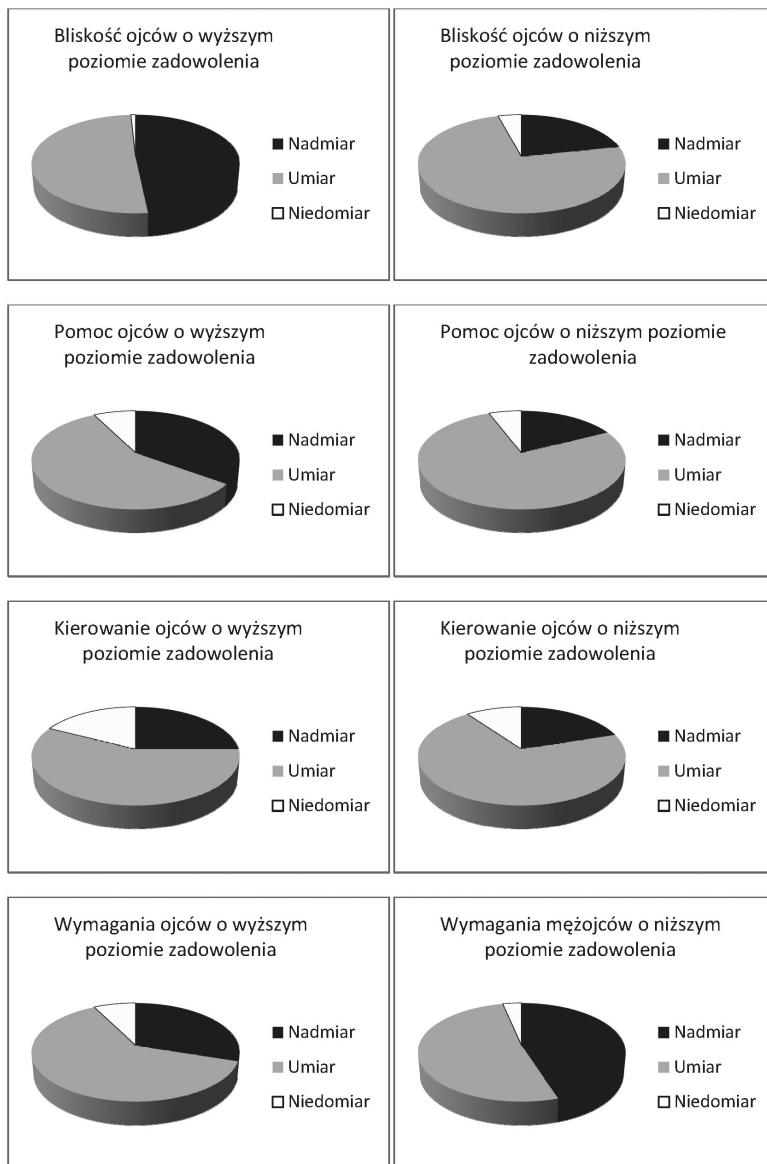 Bliskość ojców o wyższym
poziomie zadowolenia
Nadmiar
Umiar
Niedomiar
Bliskość ojców o niższym
poziomie zadowolenia
Nadmiar
Umiar
Niedomiar
Pomoc ojców o wyższym
poziomie zadowolenia
Nadmiar
Umiar
Niedomiar
Pomoc ojców o niższym poziomie
zadowolenia
Nadmiar
Umiar
Niedomiar
Kierowanie ojców o wyższym
poziomie zadowolenia
Nadmiar
Umiar
Niedomiar
Kierowanie ojców o niższym
poziomie zadowolenia
Nadmiar
Umiar
Niedomiar
Wymagania ojców o wyższym
poziomie zadowolenia
Nadmiar
Umiar
Niedomiar
Wymagania mężojców o niższym
poziomie zadowolenia
Nadmiar
Umiar
Niedomiar